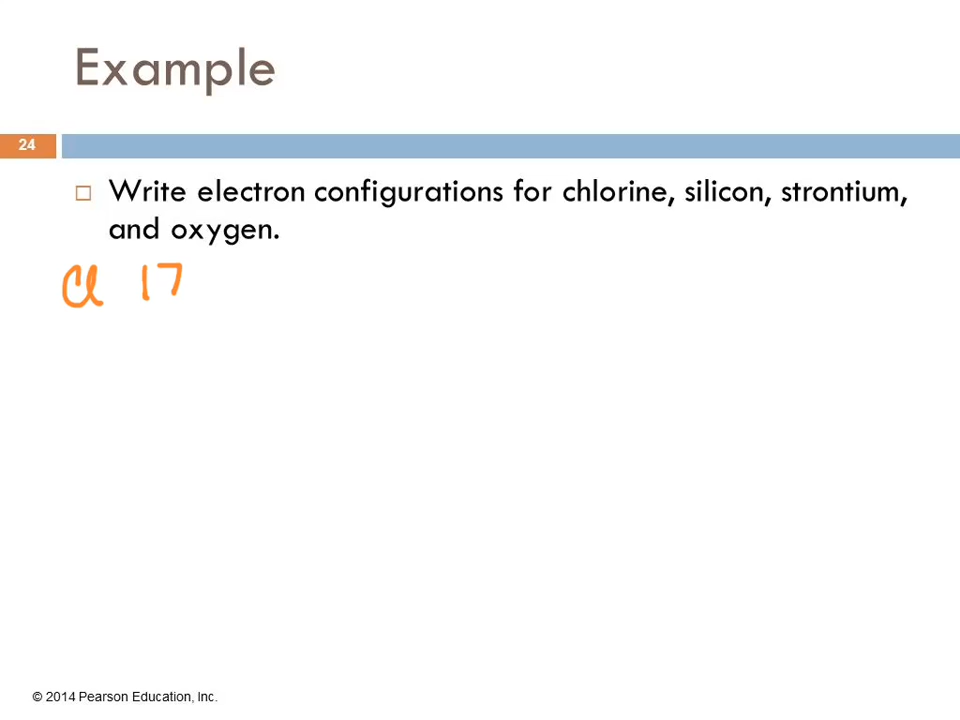 Example
24
Write electron configurations for chlorine, silicon, strontium,
and oxygen.
Cl 17
© 2014 Pearson Education, Inc.